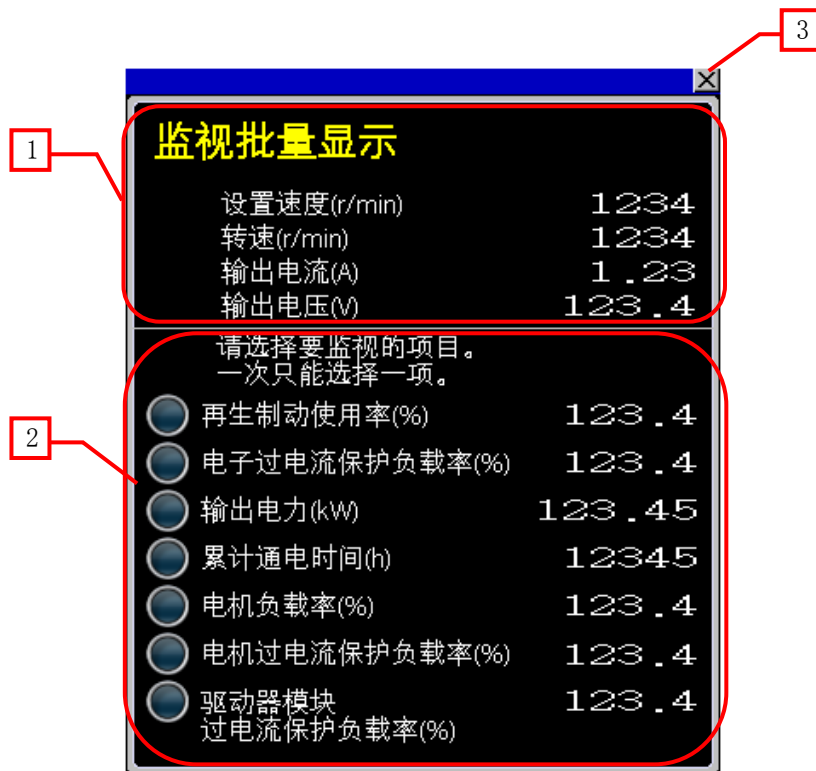 3
1
监视批量显示
设置速度(r/min) 1234
转速(r/min) 1234
输出电流(A) 1.23
输出电压(V) 123.4
请选择要监视的项目。
一次只能选择一项。
2
再生制动使用率(%) 123.4
电子过电流保护负载率(%) 123.4
输出电力(kW) 123.45
累计通电时间(h) 12345
电机负载率(%) 123.4
电机过电流保护负载率(%) 123.4
驱动器模块 123.4
过电流保护负载率(%)